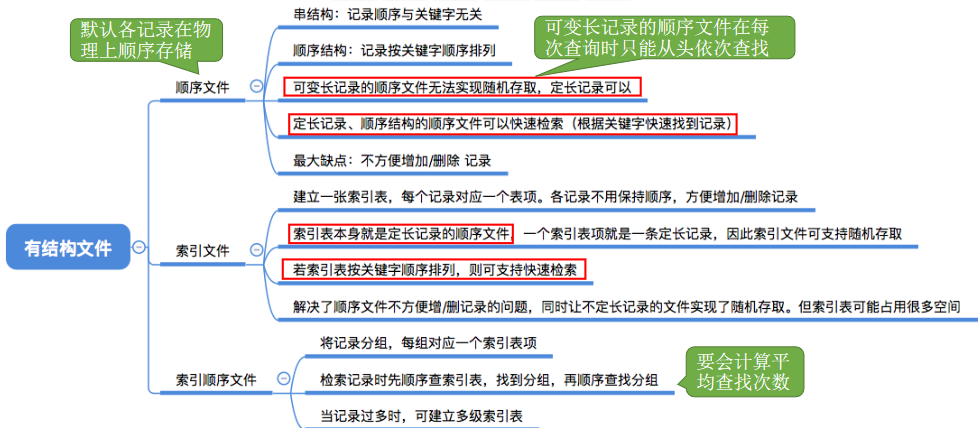 默认各记录在物
理上顺序存储
可变长记录的顺序文件在每
次查询时只能从头依次查找
有结构文件
顺序文件
串结构：记录顺序与关键字无关
顺序结构：记录按关键字顺序排列
可变长记录的顺序文件无法实现随机存取，定长记录可以
定长记录、顺序结构的顺序文件可以快速检索（根据关键字快速找到记录）
最大缺点：不方便增加/删除 记录
索引文件
建立一张索引表，每个记录对应一个表项。各记录不用保持顺序，方便增加/删除记录
索引表本身就是定长记录的顺序文件，一个索引表项就是一条定长记录，因此索引文件可支持随机存取
若索引表按关键字顺序排列，则可支持快速检索
解决了顺序文件不方便增/删记录的问题，同时让不定长记录的文件实现了随机存取。但索引表可能占用很多空间
索引顺序文件
将记录分组，每组对应一个索引表项
检索记录时先顺序查索引表，找到分组，再顺序查找分组
当记录过多时，可建立多级索引表
要会计算平
均查找次数